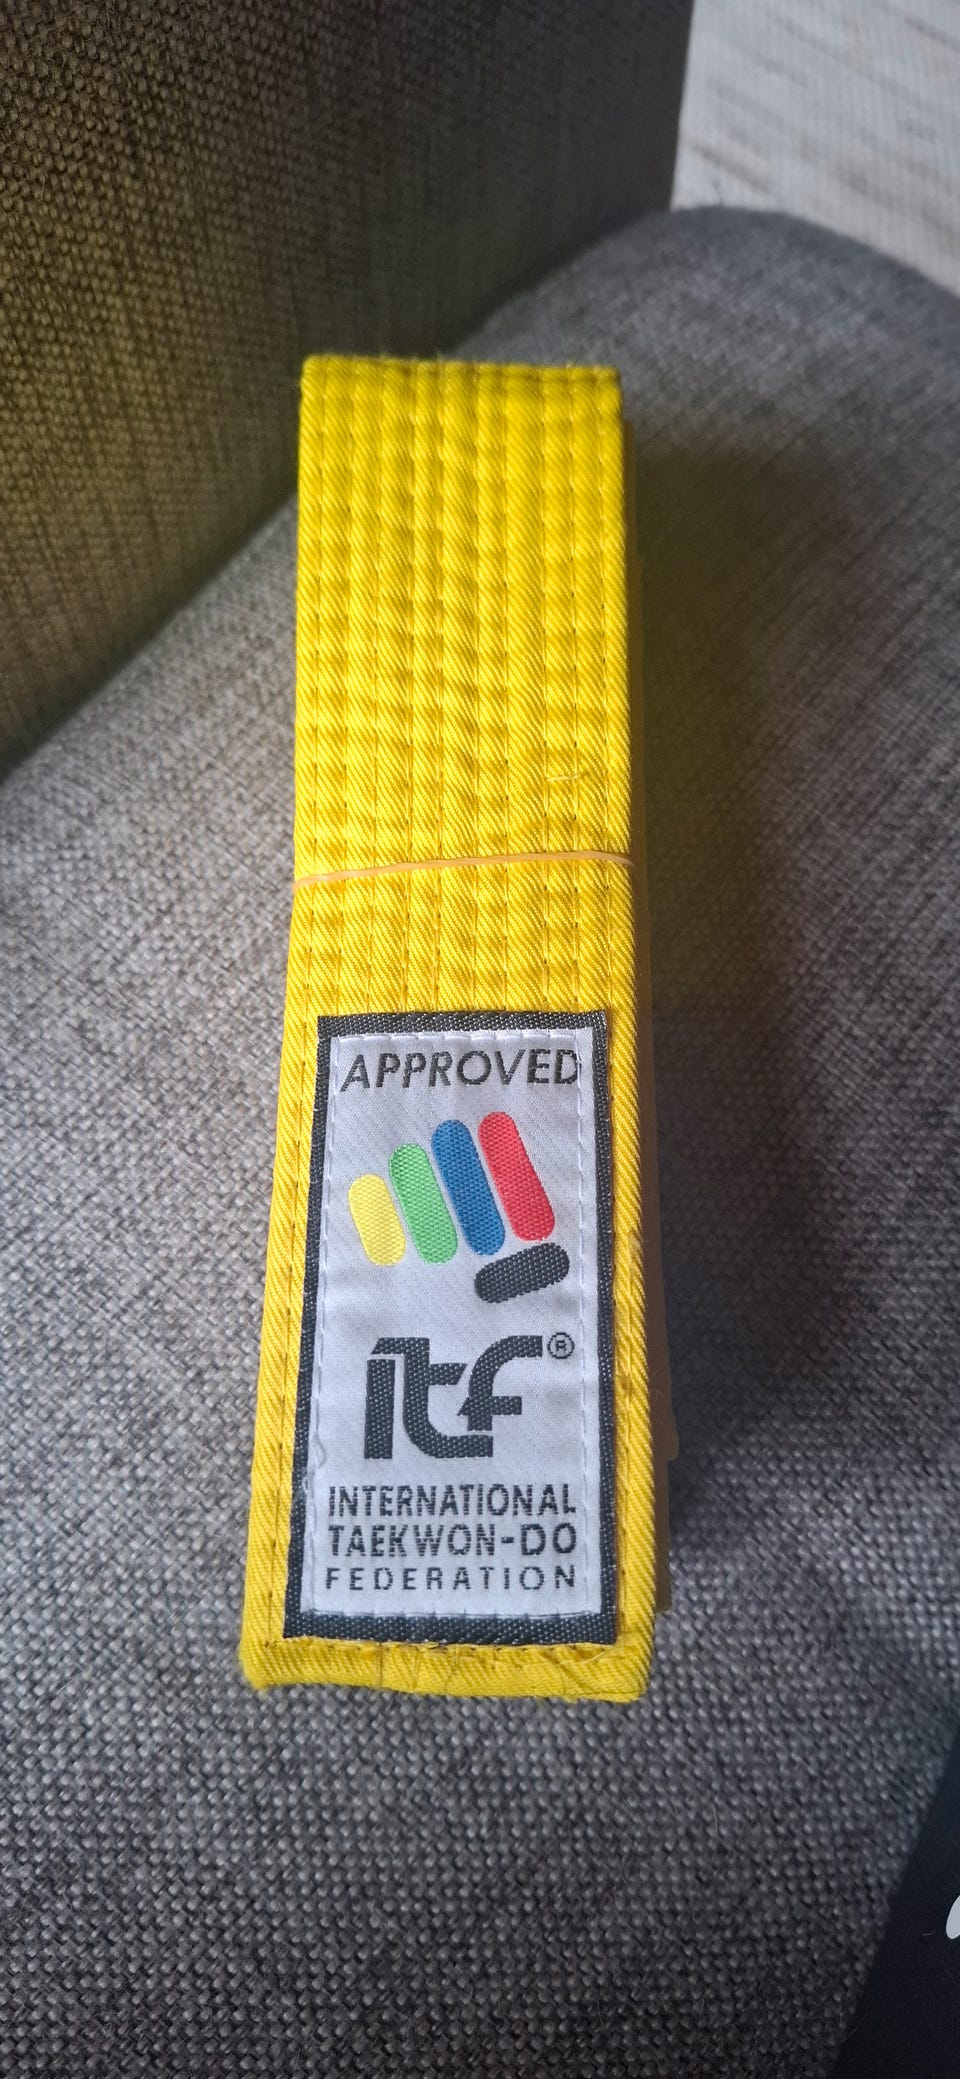 APPROVED
itf®
INTERNATIONAL
TAEKWON-DO
FEDERATION